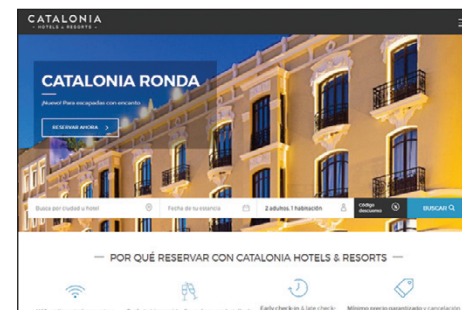 CATALONIA
HOTELS & RESORTS
CATALONIA RONDA
¡Nuevo! Para escapadas con encanto
RESERVAR AHORA
Busca por ciudad u hotel
Fecha de tu estancia
2 adultos, 1 habitación
Código
descuento
BUSCAR
POR QUÉ RESERVAR CON CATALONIA HOTELS & RESORTS
Early check-in & late check-
Mínimo precio garantizado y cancelación